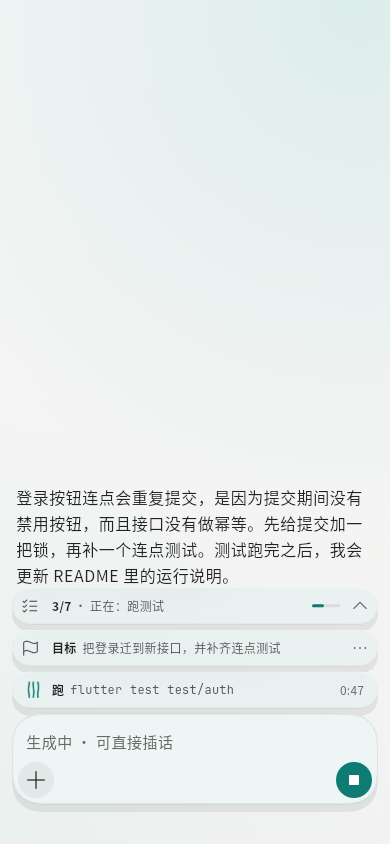 登录按钮连点会重复提交，是因为提交期间没有
禁用按钮，而且接口没有做幂等。先给提交加一
把锁，再补一个连点测试。测试跑完之后，我会
更新 README 里的运行说明。
3/7 · 正在：跑测试
目标 把登录迁到新接口，并补齐连点测试
跑 flutter test test/auth 0:47
生成中 · 可直接插话